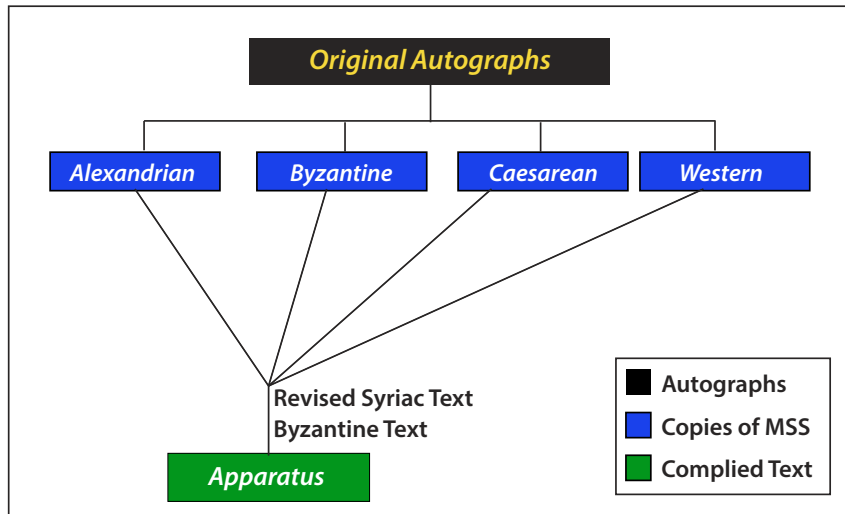 Original Autographs
Alexandrian
Byzantine
Caesarean
Western
Revised Syriac Text
Byzantine Text
Apparatus
Autographs
Copies of MSS
Complied Text